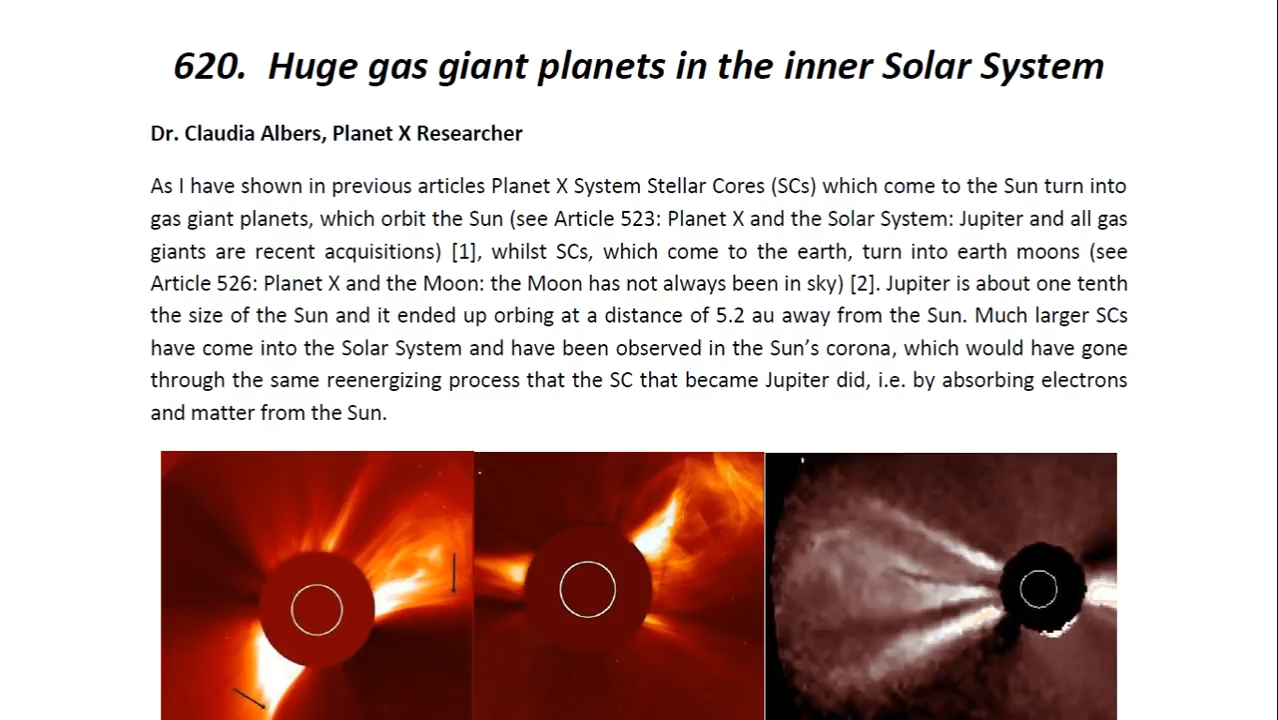 620. Huge gas giant planets in the inner Solar System
Dr. Claudia Albers, Planet X Researcher
As I have shown in previous articles Planet X System Stellar Cores (SCs) which come to the Sun turn into
gas giant planets, which orbit the Sun (see Article 523: Planet X and the Solar System: Jupiter and all gas
giants are recent acquisitions) [1], whilst SCs, which come to the earth, turn into earth moons (see
Article 526: Planet X and the Moon: the Moon has not always been in sky) [2]. Jupiter is about one tenth
the size of the Sun and it ended up orbing at a distance of 5.2 au away from the Sun. Much larger SCs
have come into the Solar System and have been observed in the Sun’s corona, which would have gone
through the same reenergizing process that the SC that became Jupiter did, i.e. by absorbing electrons
and matter from the Sun.